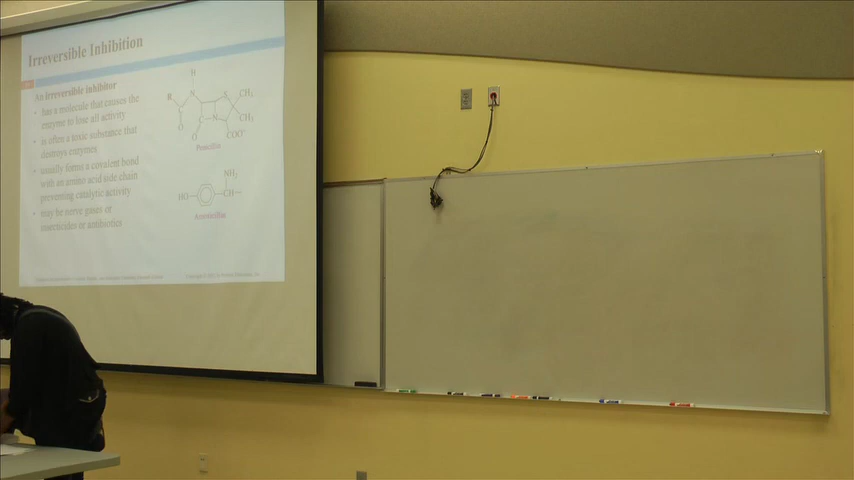 Irreversible Inhibition
An irreversible inhibitor
• has a molecule that causes the
enzyme to lose all activity
• is often a toxic substance that
destroys enzymes
• usually forms a covalent bond
with an amino acid side chain
preventing catalytic activity
• may be nerve gases or
insecticides or antibiotics
H
R
N
S
CH₃
CH₃
O
C
N
O
COO⁻
Penicillin
NH₂
HO
CH
Amoxicillin